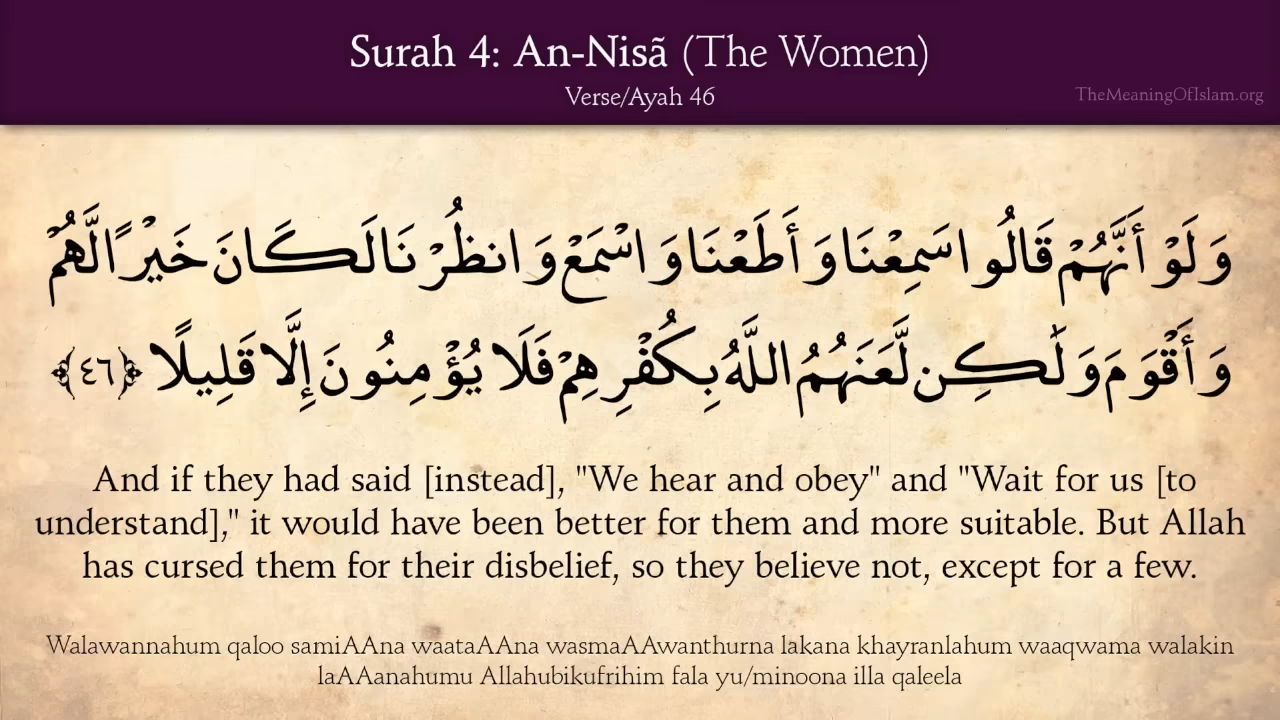 Surah 4: An-Nisã (The Women)
Verse/Ayah 46
TheMeaningOfIslam.org
وَلَوْ أَنَّهُمْ قَالُوا سَمِعْنَا وَأَطَعْنَا وَاسْمَعْ وَانظُرْنَا لَكَانَ خَيْرًا لَّهُمْ
وَأَقْوَمَ وَلَٰكِن لَّعَنَهُمُ اللَّهُ بِكُفْرِهِمْ فَلَا يُؤْمِنُونَ إِلَّا قَلِيلًا ﴿٤٦﴾
And if they had said [instead], "We hear and obey" and "Wait for us [to
understand]," it would have been better for them and more suitable. But Allah
has cursed them for their disbelief, so they believe not, except for a few.
Walawannahum qaloo samiAAna waataAAna wasmaAAwanthurna lakana khayranlahum waaqwama walakin
laAAanahumu Allahubikufrihim fala yu/minoona illa qaleela